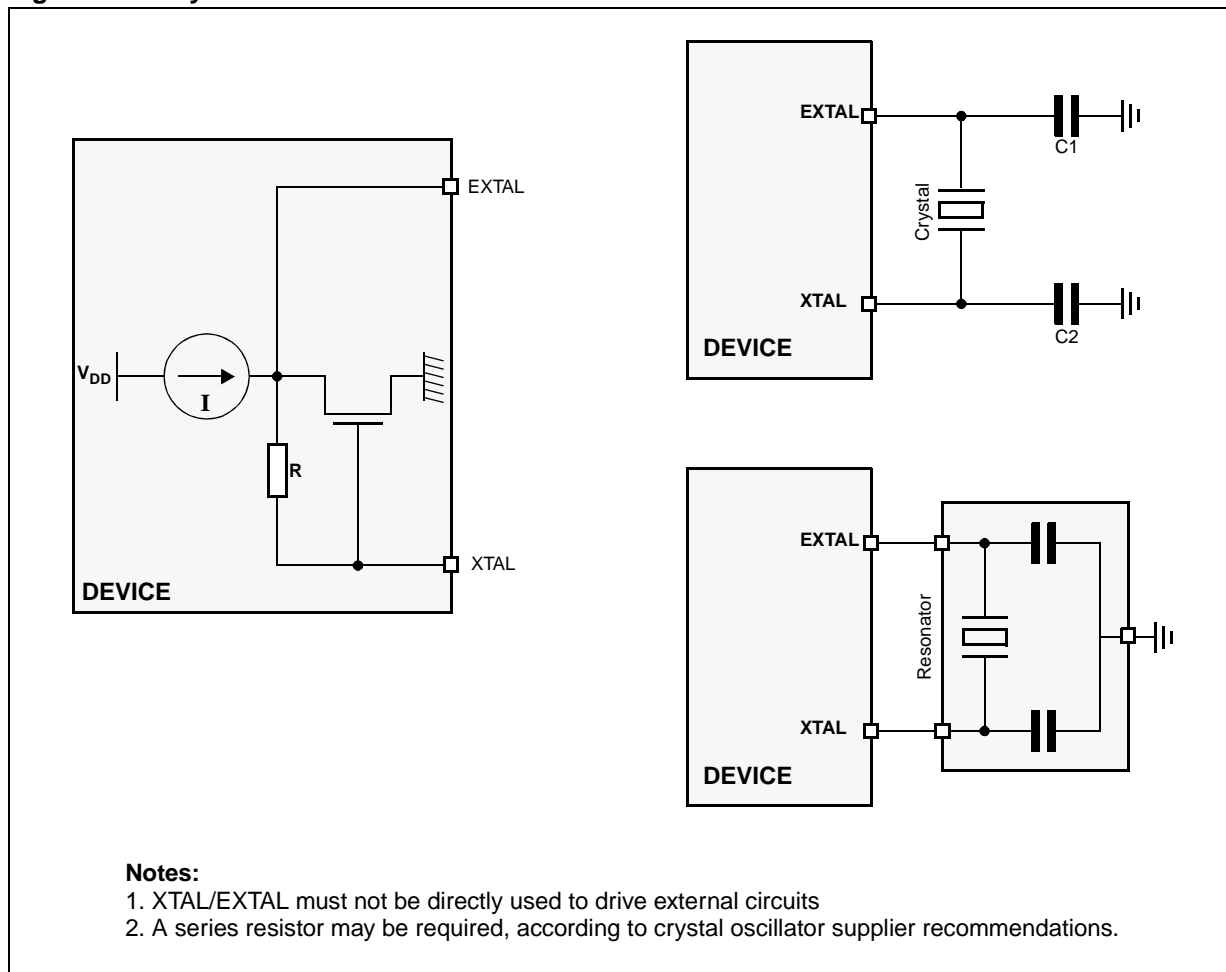 EXTAL
V_DD
I
R
XTAL
DEVICE
EXTAL
C1
Crystal
XTAL
C2
DEVICE
EXTAL
Resonator
XTAL
DEVICE
Notes:
1. XTAL/EXTAL must not be directly used to drive external circuits
2. A series resistor may be required, according to crystal oscillator supplier recommendations.